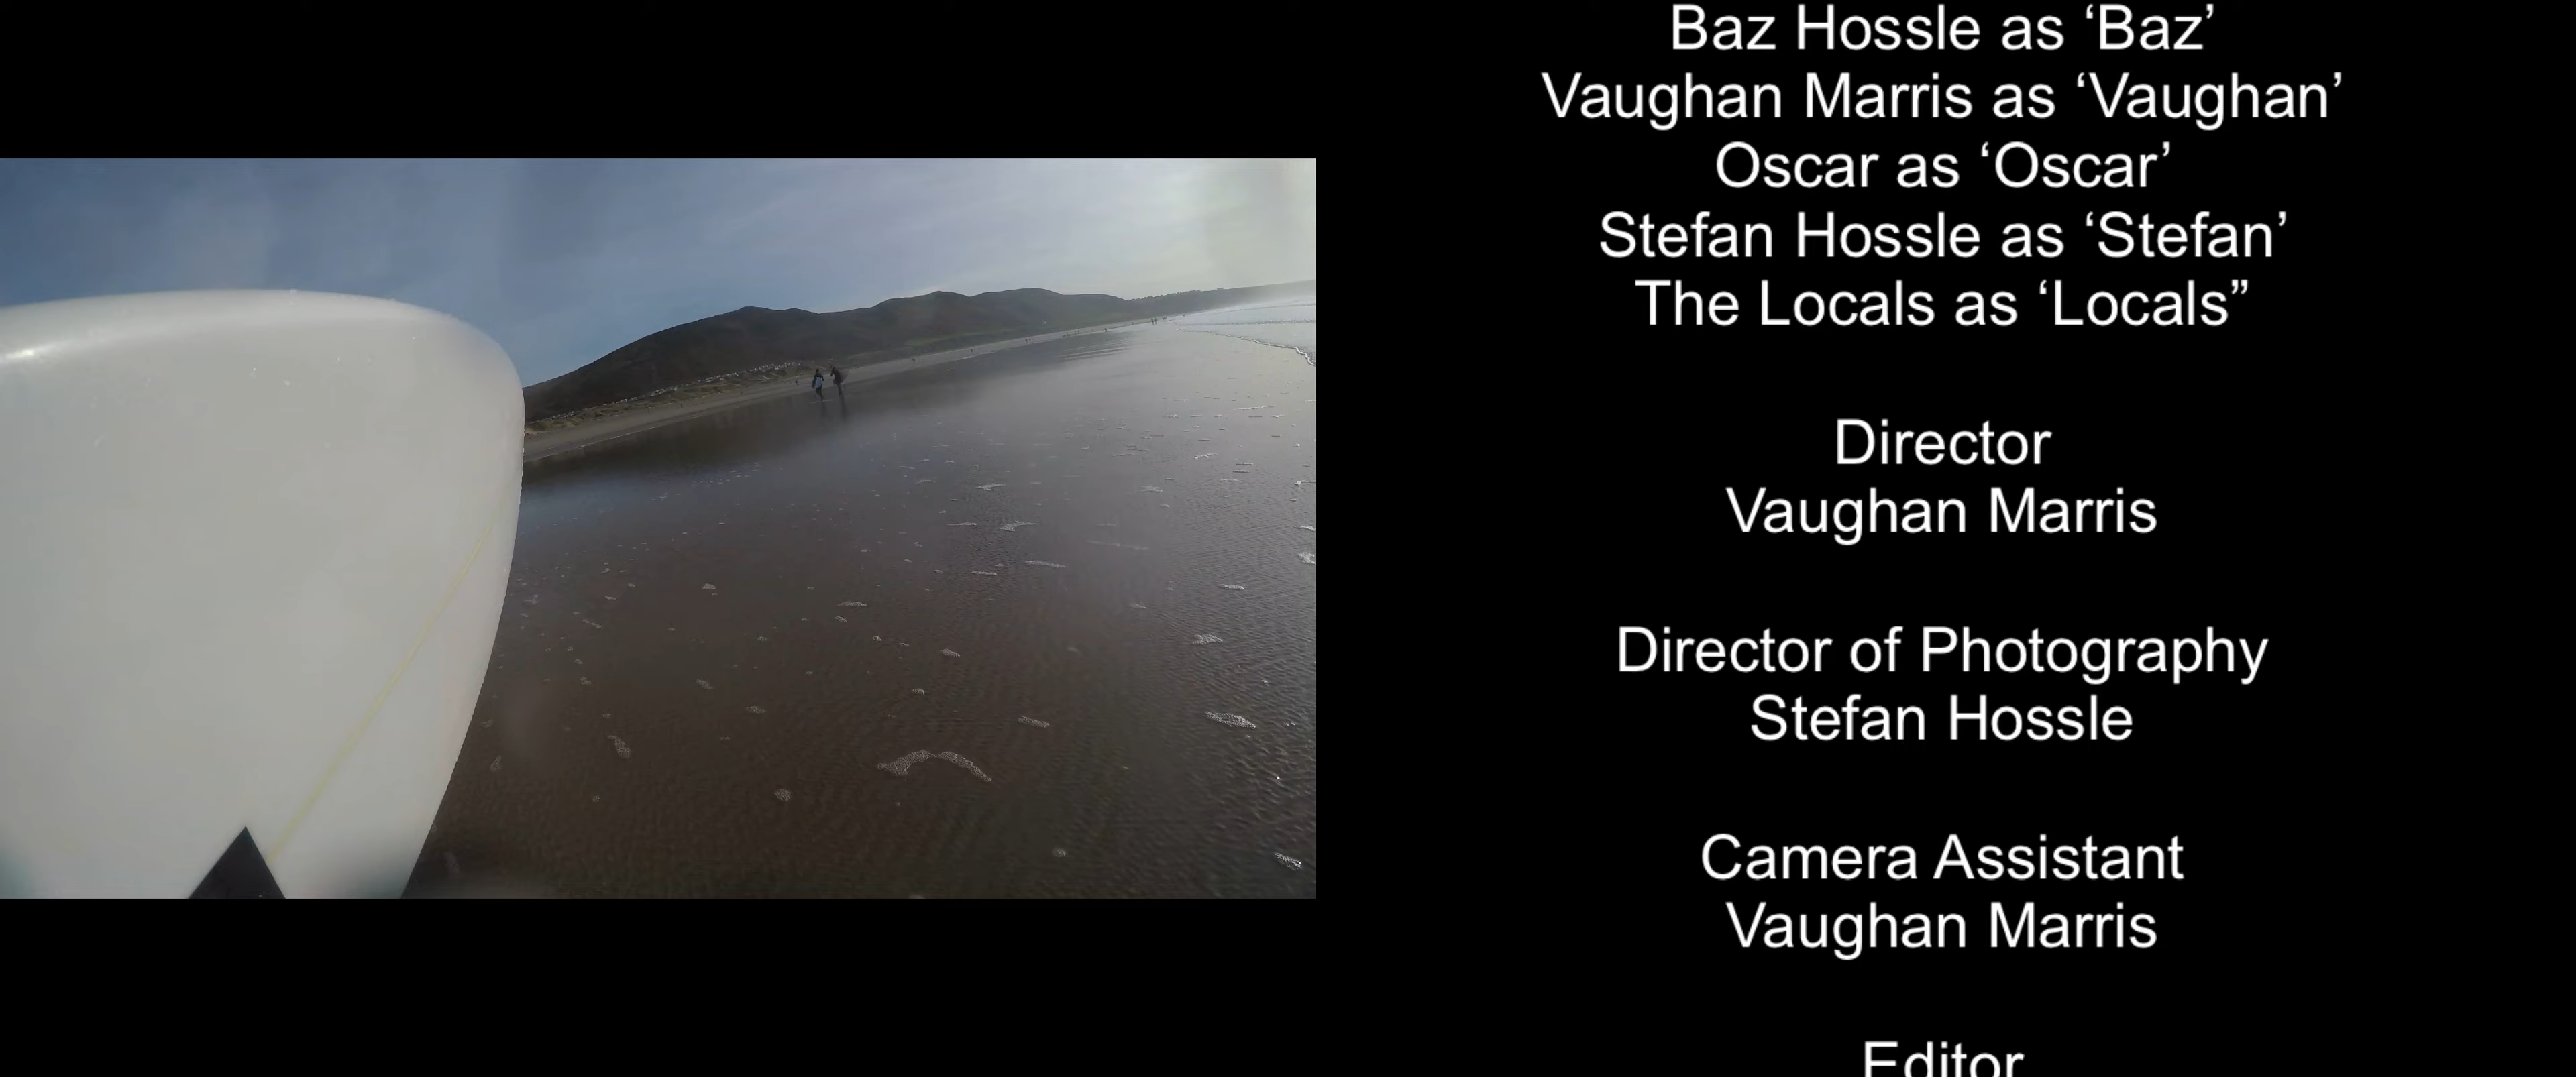 Baz Hossle as ‘Baz’
Vaughan Marris as ‘Vaughan’
Oscar as ‘Oscar’
Stefan Hossle as ‘Stefan’
The Locals as ‘Locals”
Director
Vaughan Marris
Director of Photography
Stefan Hossle
Camera Assistant
Vaughan Marris
Editor